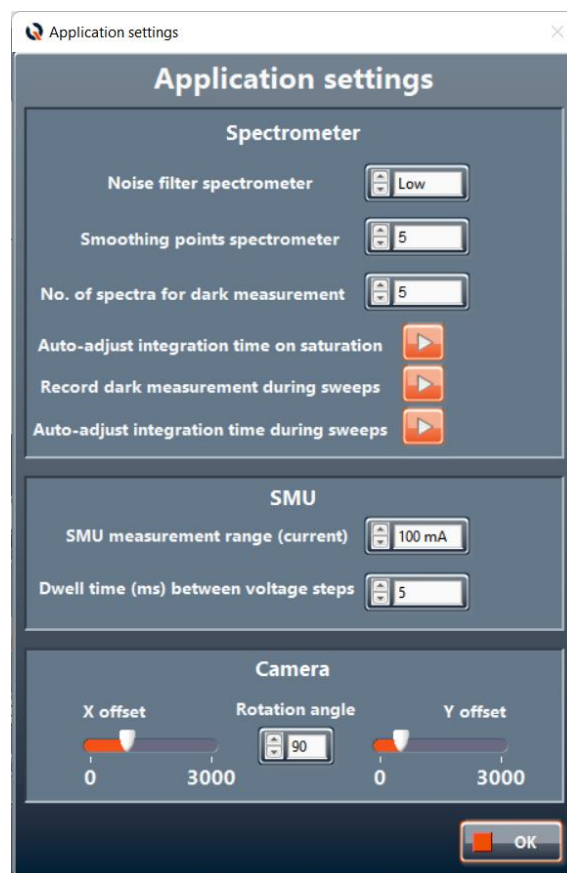 Application settings
Application settings
Spectrometer
Noise filter spectrometer Low
Smoothing points spectrometer 5
No. of spectra for dark measurement 5
Auto-adjust integration time on saturation
Record dark measurement during sweeps
Auto-adjust integration time during sweeps
SMU
SMU measurement range (current) 100 mA
Dwell time (ms) between voltage steps 5
Camera
X offset Rotation angle Y offset
90
0 3000 0 3000
OK